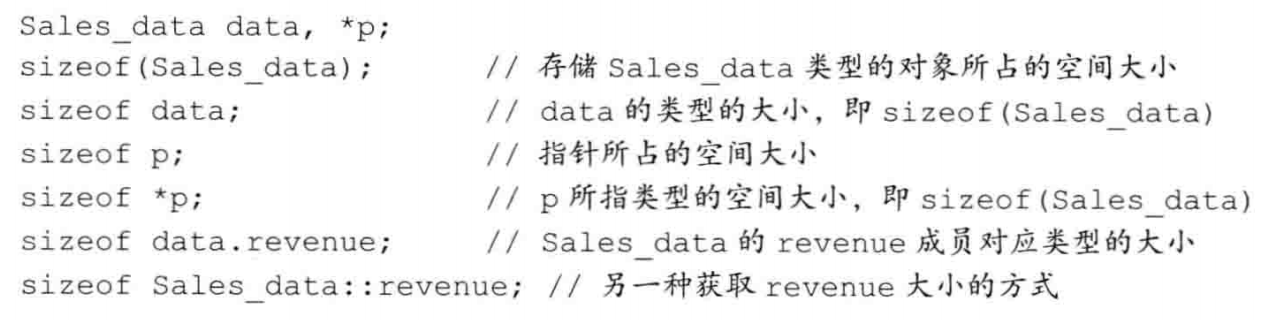 Sales_data data, *p;
sizeof(Sales_data); // 存储 Sales_data 类型的对象所占的空间大小
sizeof data; // data 的类型的大小，即 sizeof(Sales_data)
sizeof p; // 指针所占的空间大小
sizeof *p; // p 所指类型的空间大小，即 sizeof(Sales_data)
sizeof data.revenue; // Sales_data 的 revenue 成员对应类型的大小
sizeof Sales_data::revenue; // 另一种获取 revenue 大小的方式